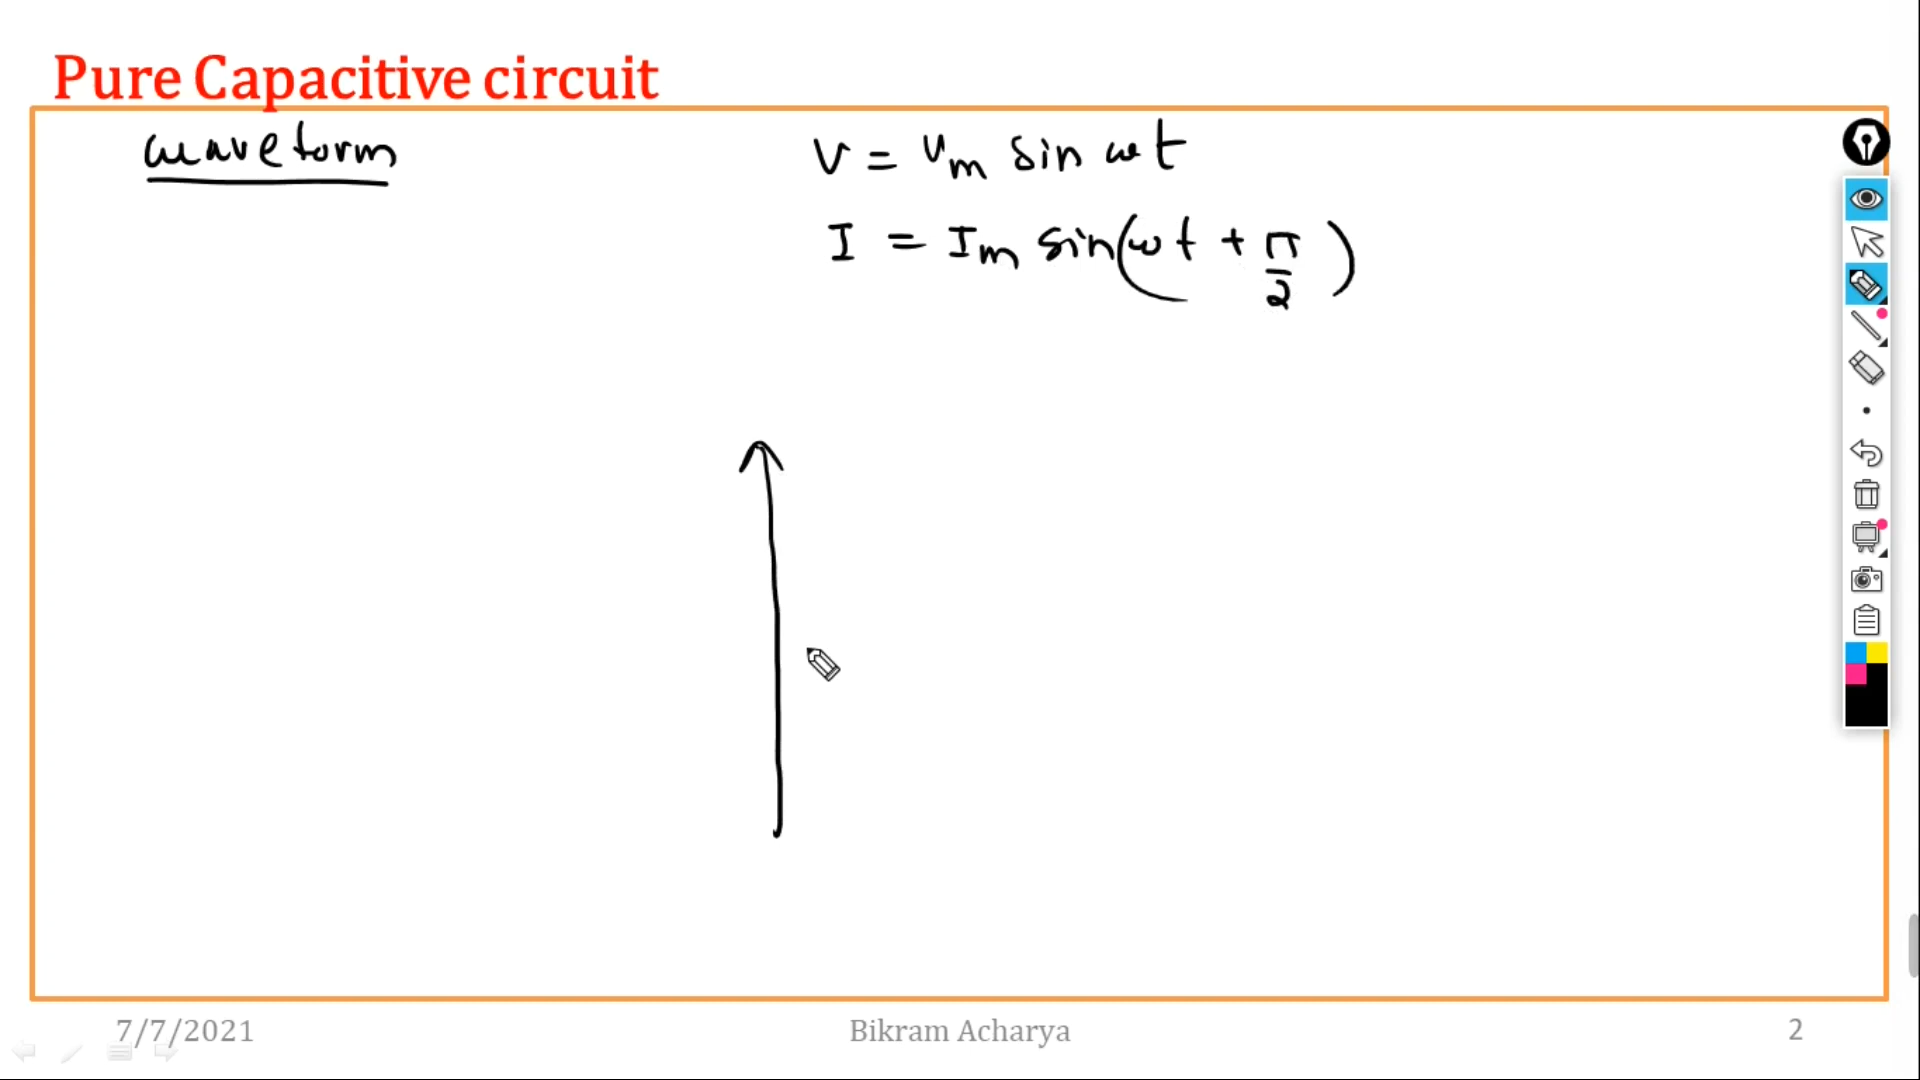 Pure Capacitive circuit
waveform
V = Vm sin ωt
I = Im sin(ωt + π/2)
7/7/2021
Bikram Acharya
2